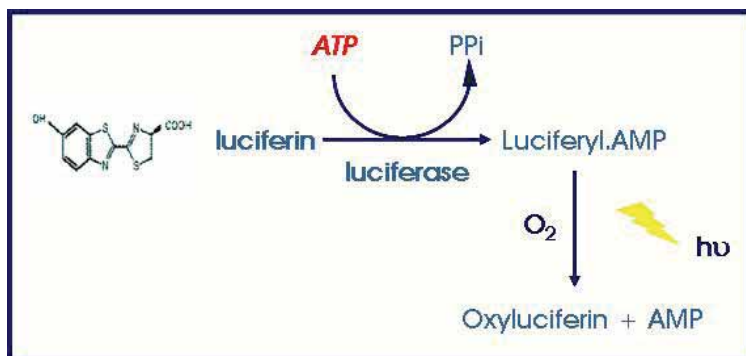 ATP PPi
OH
S N COOH
N S
luciferin Luciferyl.AMP
luciferase
O2
hυ
Oxyluciferin + AMP